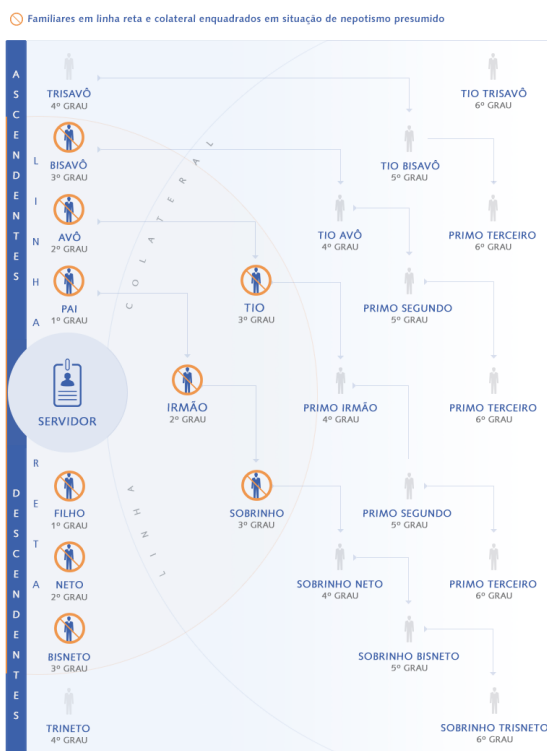 Familiares em linha reta e colateral enquadrados em situação de nepotismo presumido
ASCENDENTES
LINHA RETA
LINHA COLATERAL
TRISAVÔ
4º GRAU
TIO TRISAVÔ
6º GRAU
BISAVÔ
3º GRAU
TIO BISAVÔ
5º GRAU
AVÔ
2º GRAU
TIO AVÔ
4º GRAU
PRIMO TERCEIRO
6º GRAU
PAI
1º GRAU
TIO
3º GRAU
PRIMO SEGUNDO
5º GRAU
SERVIDOR
IRMÃO
2º GRAU
PRIMO IRMÃO
4º GRAU
PRIMO TERCEIRO
6º GRAU
DESCENDENTES
FILHO
1º GRAU
SOBRINHO
3º GRAU
PRIMO SEGUNDO
5º GRAU
NETO
2º GRAU
SOBRINHO NETO
4º GRAU
PRIMO TERCEIRO
6º GRAU
BISNETO
3º GRAU
SOBRINHO BISNETO
5º GRAU
TRINETO
4º GRAU
SOBRINHO TRISNETO
6º GRAU